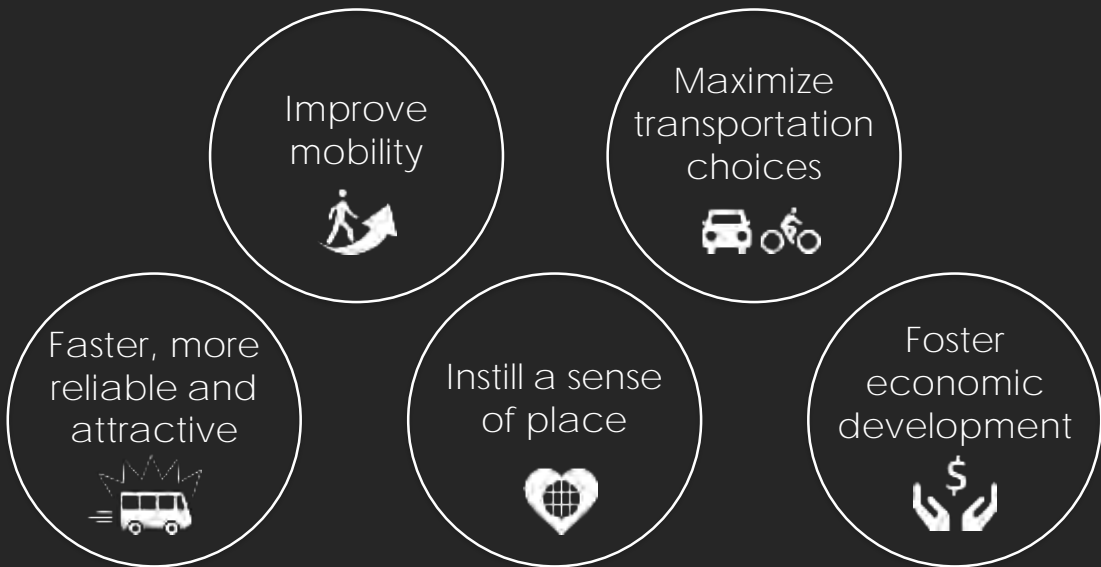 Improve
mobility
Maximize
transportation
choices
Faster, more
reliable and
attractive
Instill a sense
of place
Foster
economic
development
$